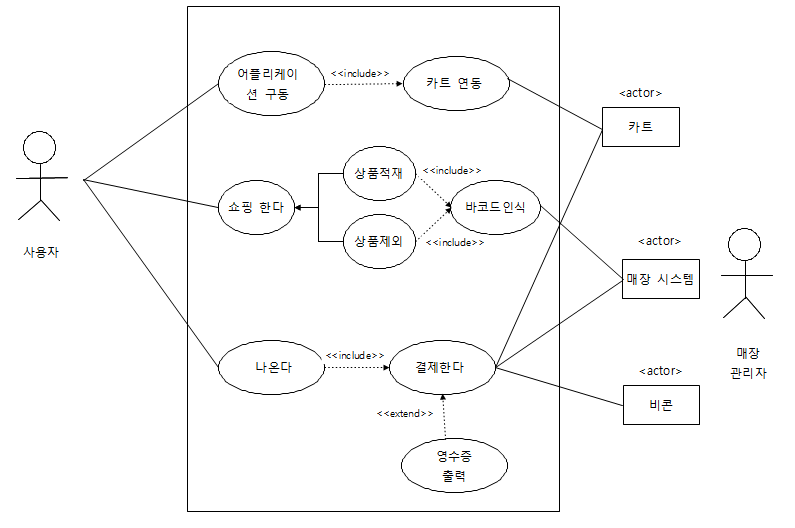 어플리케이
션 구동
<<include>>
카트 연동
<actor>
카트
사용자
쇼핑 한다
상품적재
<<include>>
바코드인식
상품제외
<<include>>
<actor>
매장 시스템
매장
관리자
나온다
<<include>>
결제한다
<actor>
비콘
<<extend>>
영수증
출력